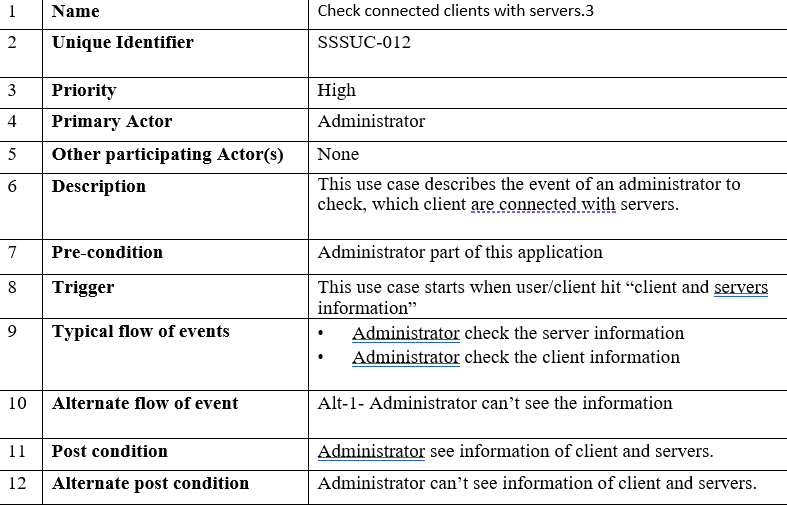 1 Name Check connected clients with servers.3
2 Unique Identifier SSSUC-012
3 Priority High
4 Primary Actor Administrator
5 Other participating Actor(s) None
6 Description This use case describes the event of an administrator to
check, which client are connected with servers.
7 Pre-condition Administrator part of this application
8 Trigger This use case starts when user/client hit “client and servers
information”
9 Typical flow of events • Administrator check the server information
• Administrator check the client information
10 Alternate flow of event Alt-1- Administrator can’t see the information
11 Post condition Administrator see information of client and servers.
12 Alternate post condition Administrator can’t see information of client and servers.